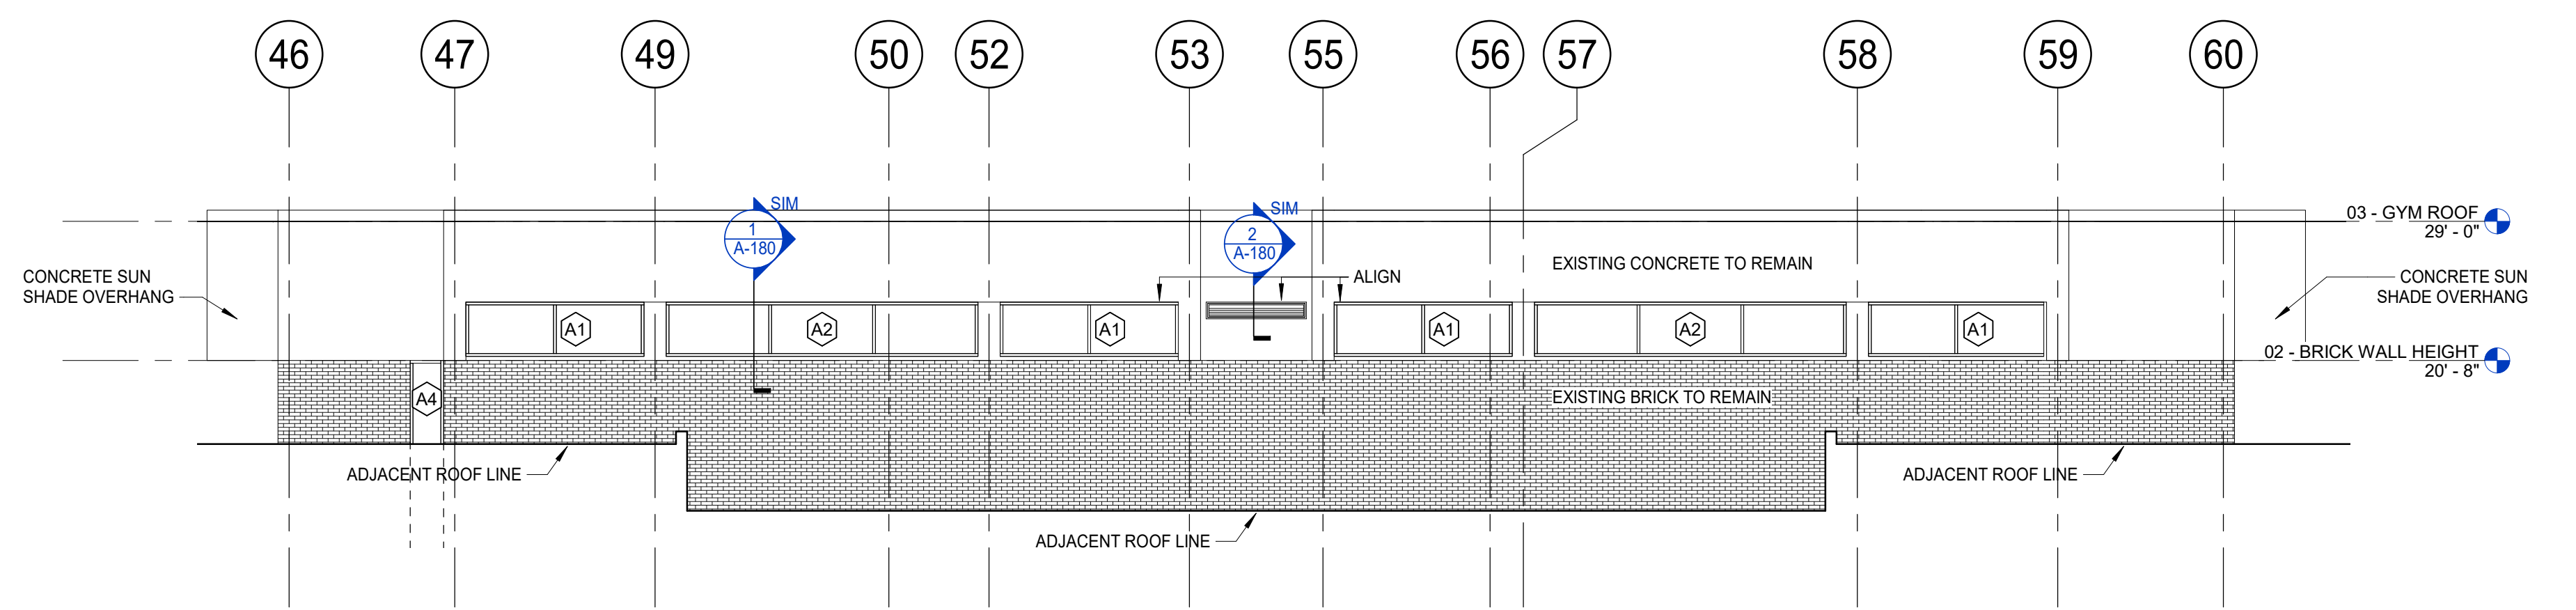 46 47 49 50 52 53 55 56 57 58 59 60
SIM
1
A-180
SIM
2
A-180
03 - GYM ROOF
29' - 0"
CONCRETE SUN
SHADE OVERHANG
ALIGN
EXISTING CONCRETE TO REMAIN
CONCRETE SUN
SHADE OVERHANG
A1 A2 A1 A1 A2 A1
02 - BRICK WALL HEIGHT
20' - 8"
A4
EXISTING BRICK TO REMAIN
ADJACENT ROOF LINE
ADJACENT ROOF LINE
ADJACENT ROOF LINE